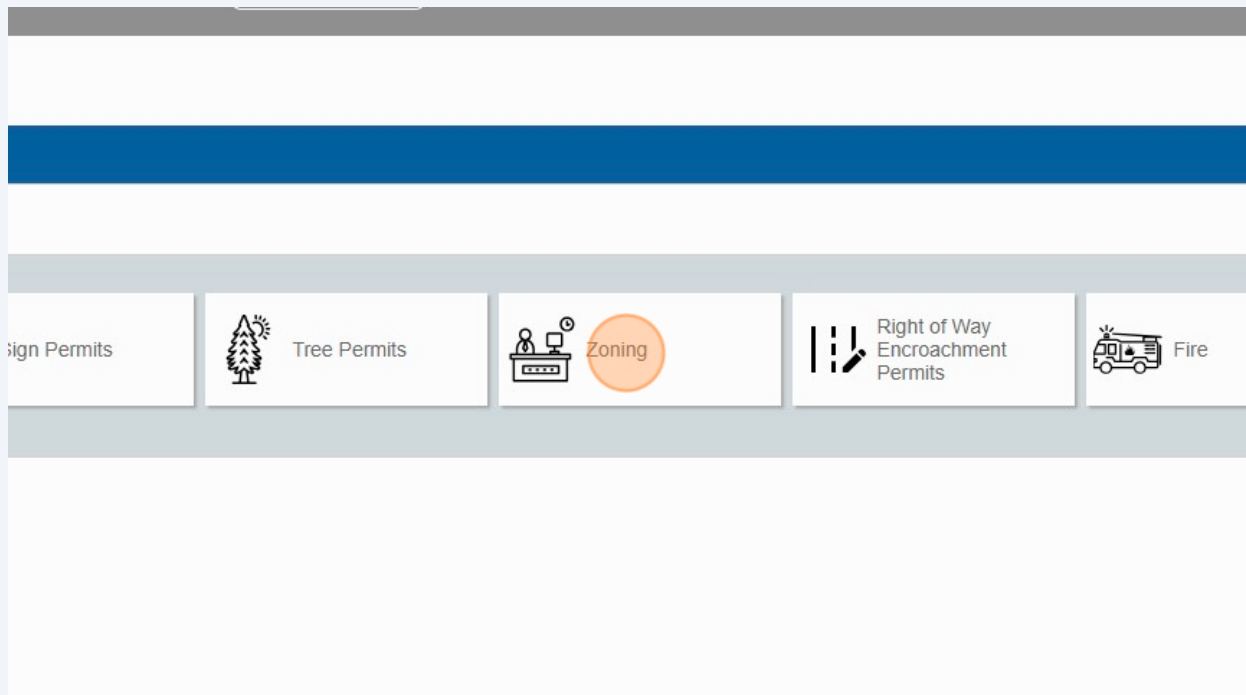 Sign Permits
Tree Permits
Zoning
Right of Way
Encroachment
Permits
Fire